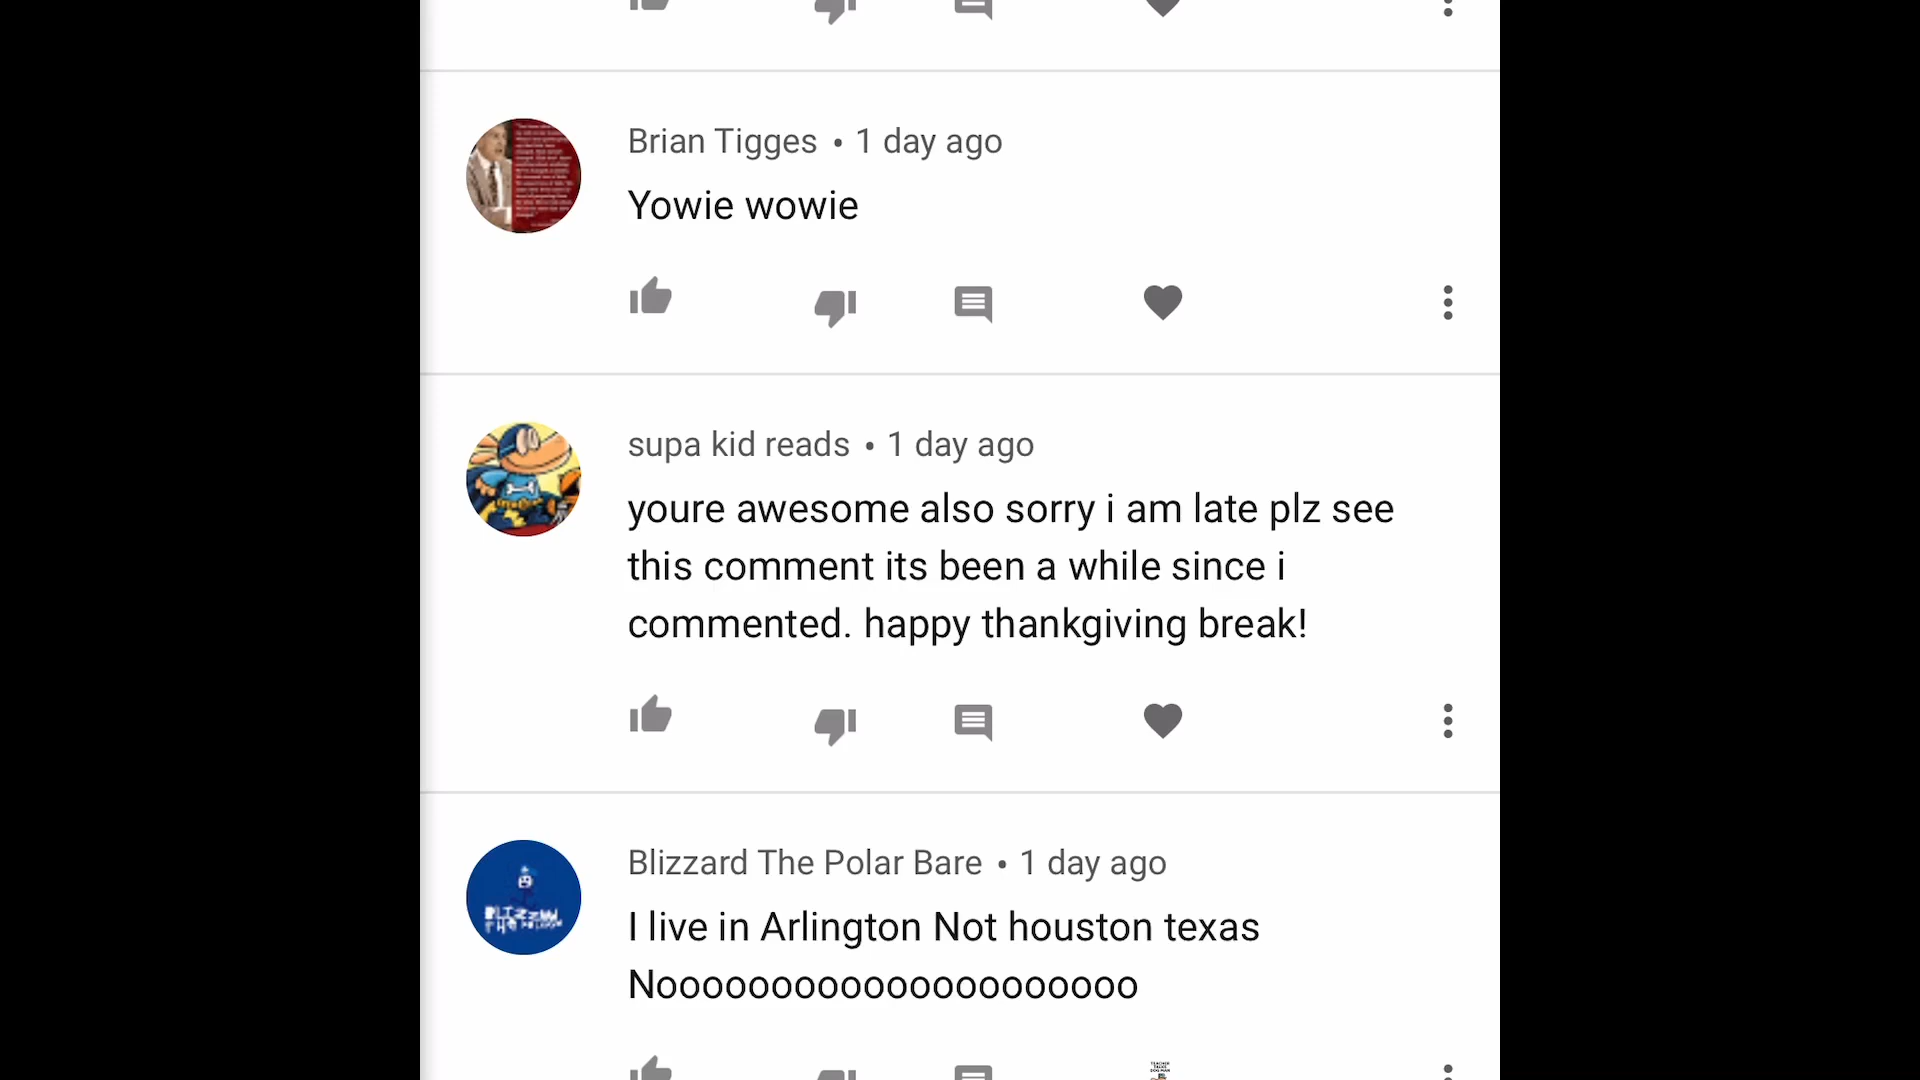 Brian Tigges • 1 day ago
Yowie wowie
supa kid reads • 1 day ago
youre awesome also sorry i am late plz see
this comment its been a while since i
commented. happy thankgiving break!
Blizzard The Polar Bare • 1 day ago
I live in Arlington Not houston texas
Nooooooooooooooooooooo